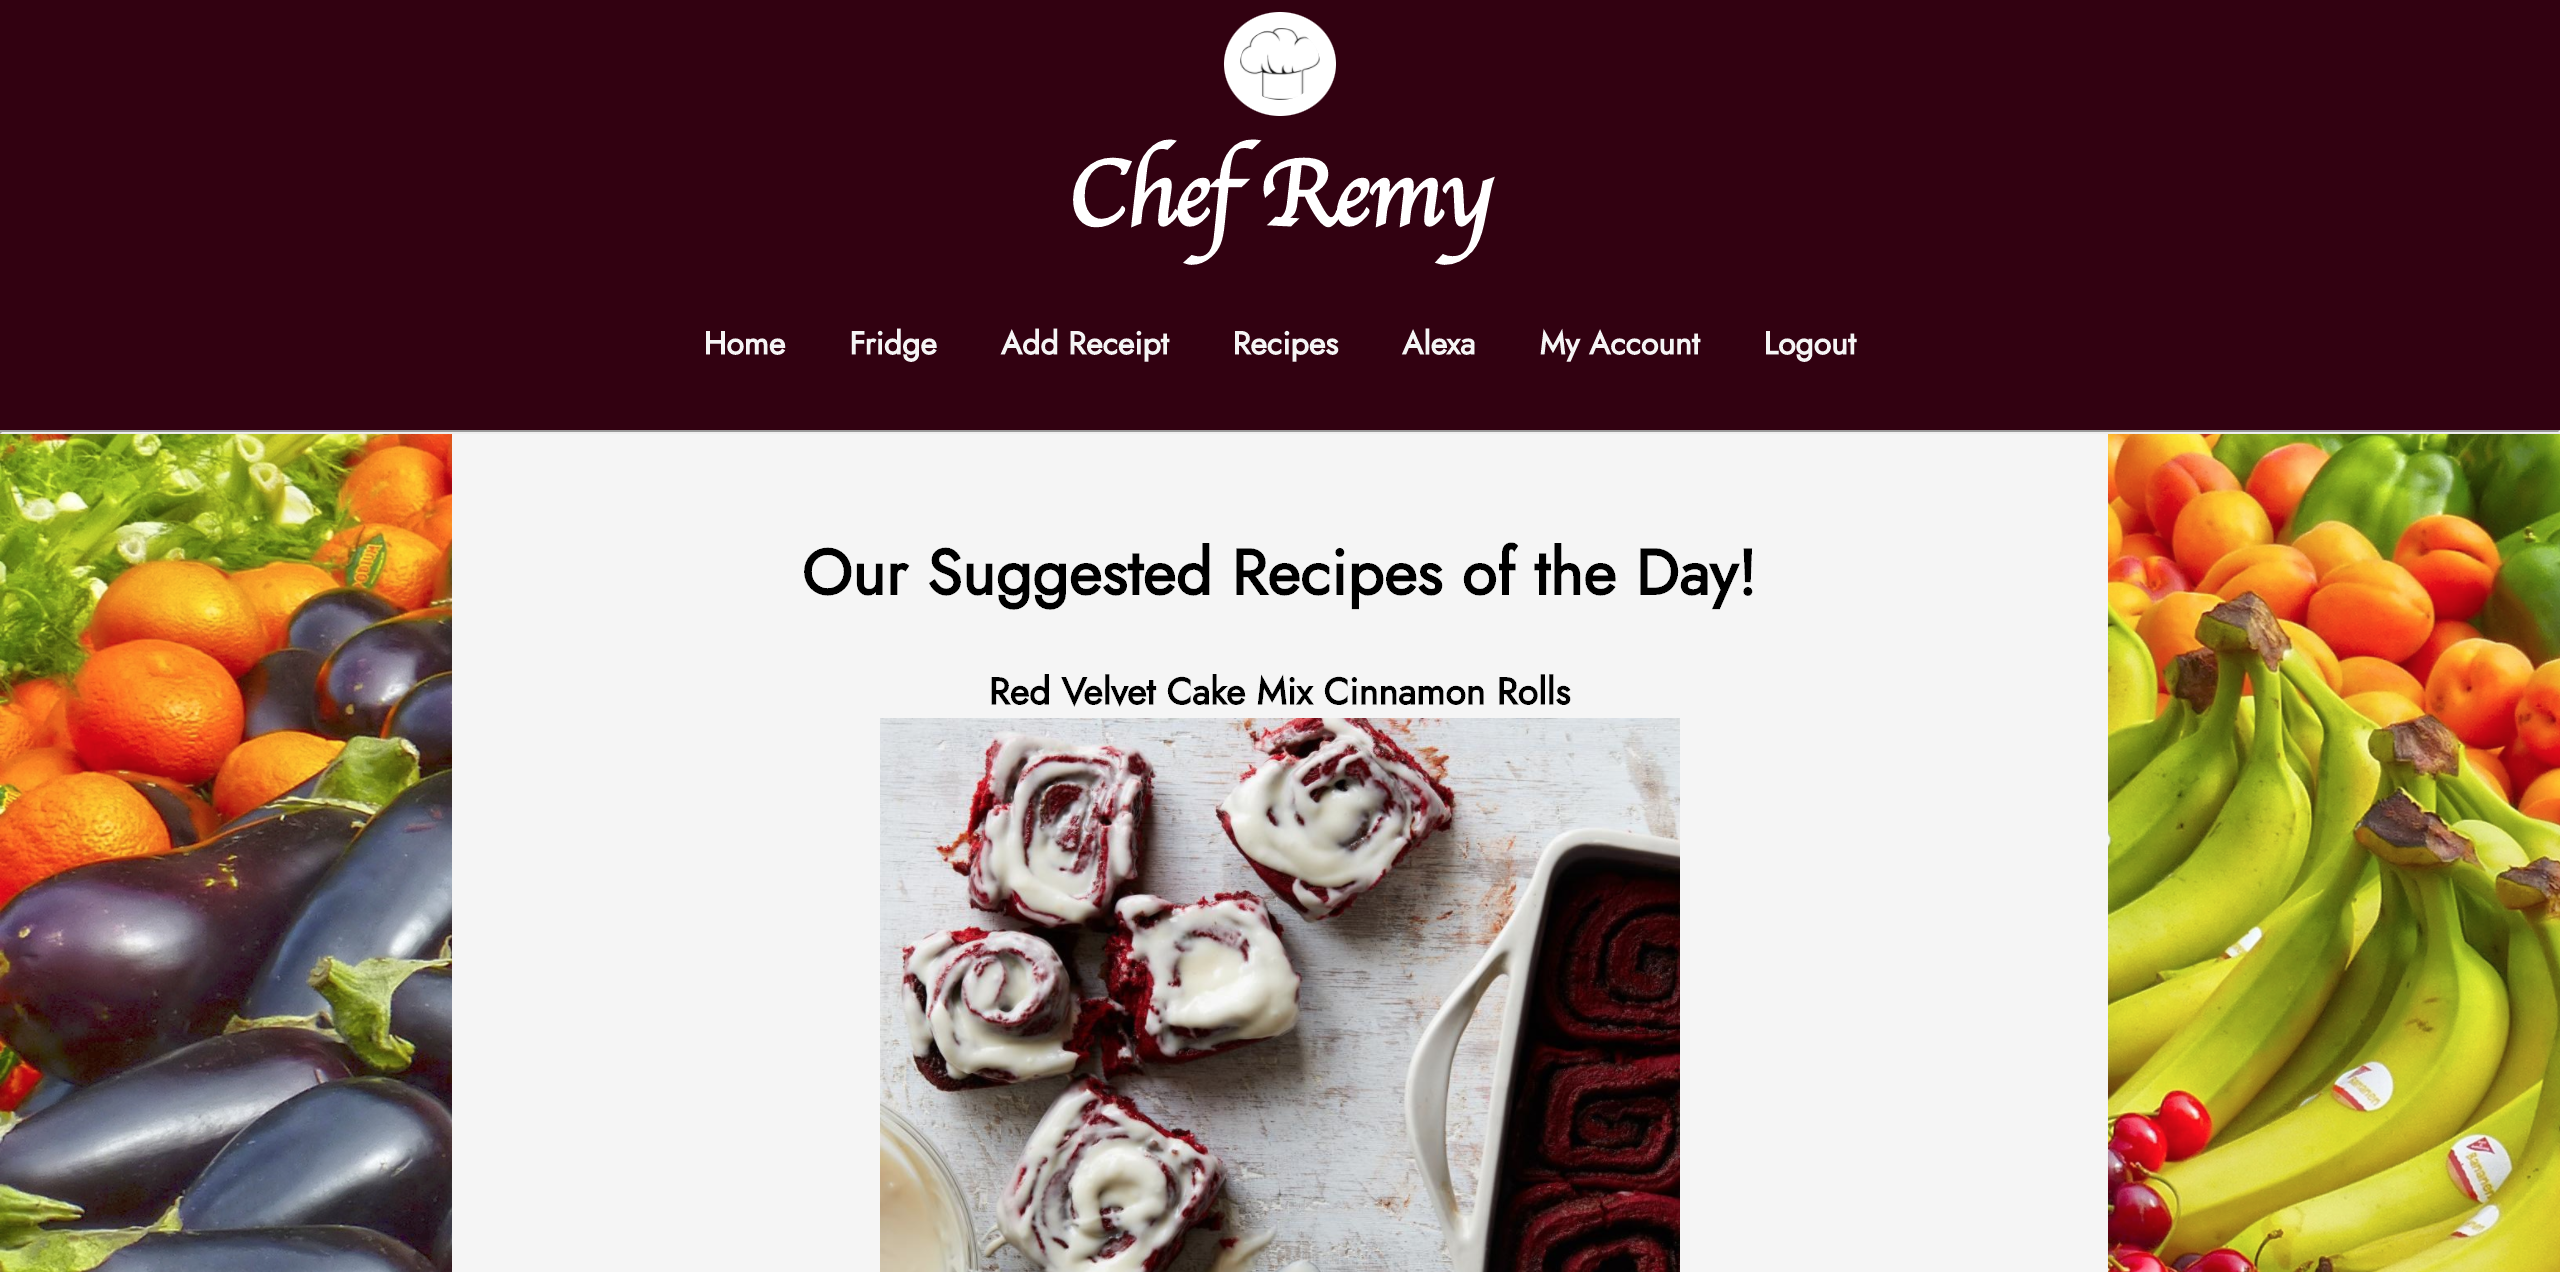 Chef Remy
Home Fridge Add Receipt Recipes Alexa My Account Logout
Our Suggested Recipes of the Day!
Red Velvet Cake Mix Cinnamon Rolls
Bananen